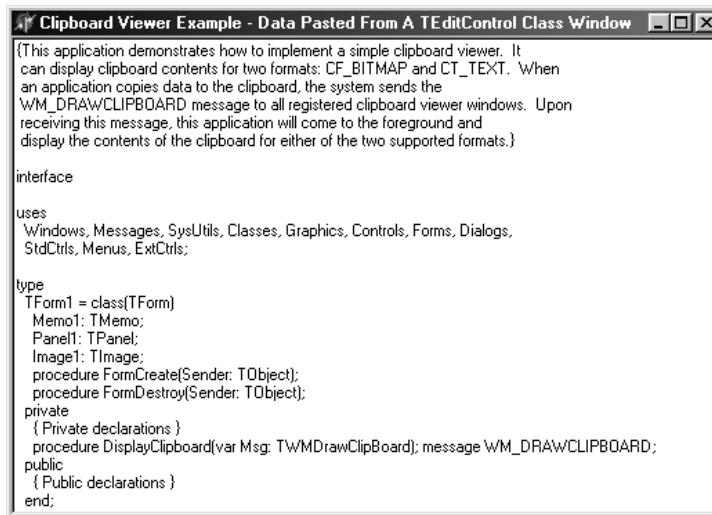 Clipboard Viewer Example - Data Pasted From A TEditControl Class Window
{This application demonstrates how to implement a simple clipboard viewer.  It
can display clipboard contents for two formats: CF_BITMAP and CT_TEXT.  When
an application copies data to the clipboard, the system sends the
WM_DRAWCLIPBOARD message to all registered clipboard viewer windows.  Upon
receiving this message, this application will come to the foreground and
display the contents of the clipboard for either of the two supported formats.}
interface
uses
Windows, Messages, SysUtils, Classes, Graphics, Controls, Forms, Dialogs,
StdCtrls, Menus, ExtCtrls;
type
TForm1 = class(TForm)
Memo1: TMemo;
Panel1: TPanel;
Image1: TImage;
procedure FormCreate(Sender: TObject);
procedure FormDestroy(Sender: TObject);
private
{ Private declarations }
procedure DisplayClipboard(var Msg: TWMDrawClipBoard); message WM_DRAWCLIPBOARD;
public
{ Public declarations }
end;